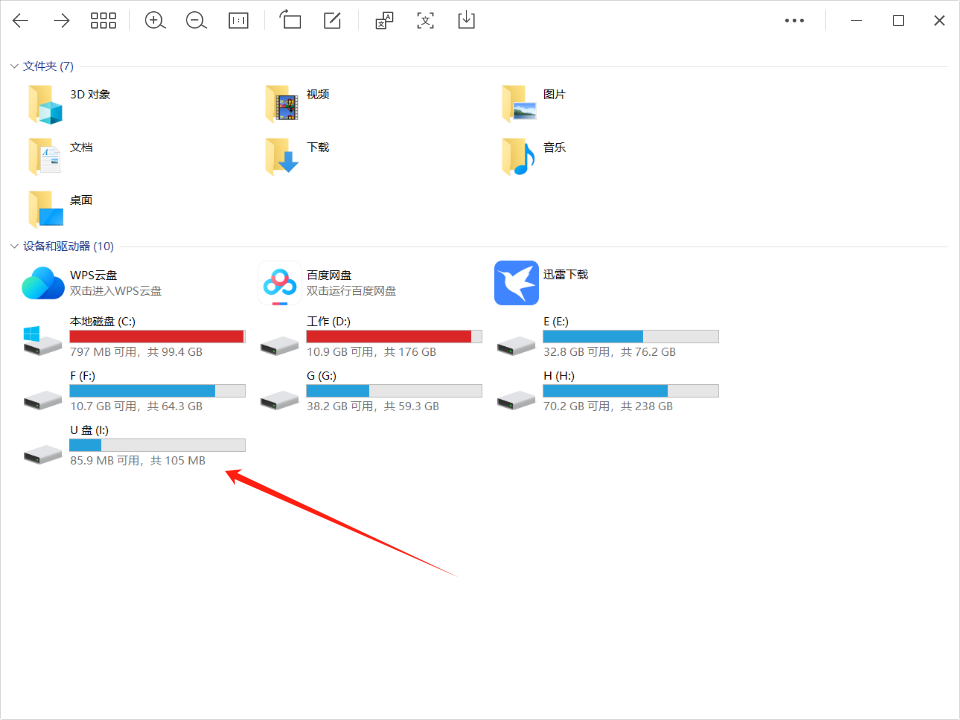 1:1
文件夹 (7)
3D 对象
视频
图片
文档
下载
音乐
桌面
设备和驱动器 (10)
WPS云盘
双击进入WPS云盘
百度网盘
双击运行百度网盘
迅雷下载
本地磁盘 (C:)
797 MB 可用，共 99.4 GB
工作 (D:)
10.9 GB 可用，共 176 GB
E (E:)
32.8 GB 可用，共 76.2 GB
F (F:)
10.7 GB 可用，共 64.3 GB
G (G:)
38.2 GB 可用，共 59.3 GB
H (H:)
70.2 GB 可用，共 238 GB
U 盘 (I:)
85.9 MB 可用，共 105 MB